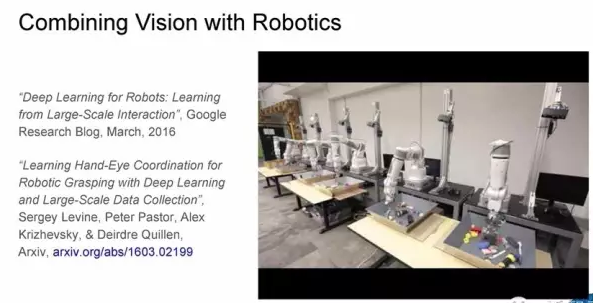 Combining Vision with Robotics
“Deep Learning for Robots: Learning
from Large-Scale Interaction”, Google
Research Blog, March, 2016
“Learning Hand-Eye Coordination for
Robotic Grasping with Deep Learning
and Large-Scale Data Collection”,
Sergey Levine, Peter Pastor, Alex
Krizhevsky, & Deirdre Quillen,
Arxiv, arxiv.org/abs/1603.02199